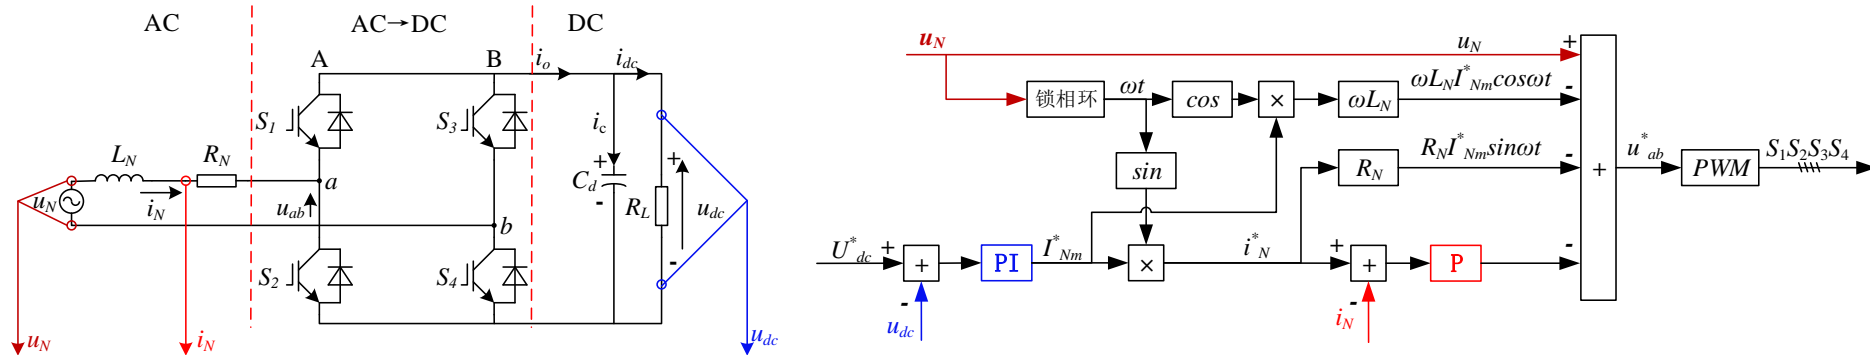 AC
AC→DC
DC
A
B
i_o
i_dc
S_1
S_3
i_c
L_N
R_N
+
+
a
C_d
u_N
i_N
u_ab
-
R_L
u_dc
b
S_2
S_4
-
u_N
i_N
u_dc
u_N
u_N
+
锁相环
ωt
cos
×
ωL_N
ωL_N I*_Nm cosωt
-
sin
R_N
R_N I*_Nm sinωt
-
+
u*_ab
PWM
S_1S_2S_3S_4
U*_dc
+
+
PI
I*_Nm
×
i*_N
+
+
P
-
-
u_dc
-
i_N